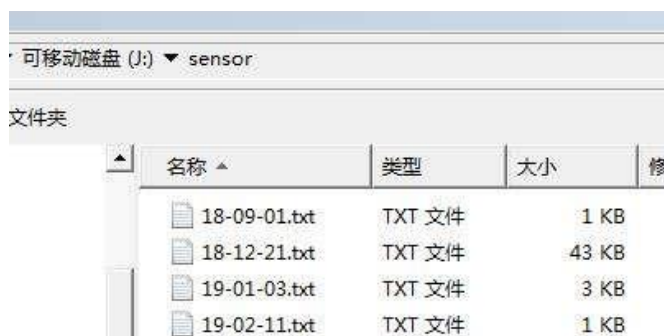 可移动磁盘 (J:) sensor
文件夹
名称 类型 大小
18-09-01.txt TXT 文件 1 KB
18-12-21.txt TXT 文件 43 KB
19-01-03.txt TXT 文件 3 KB
19-02-11.txt TXT 文件 1 KB